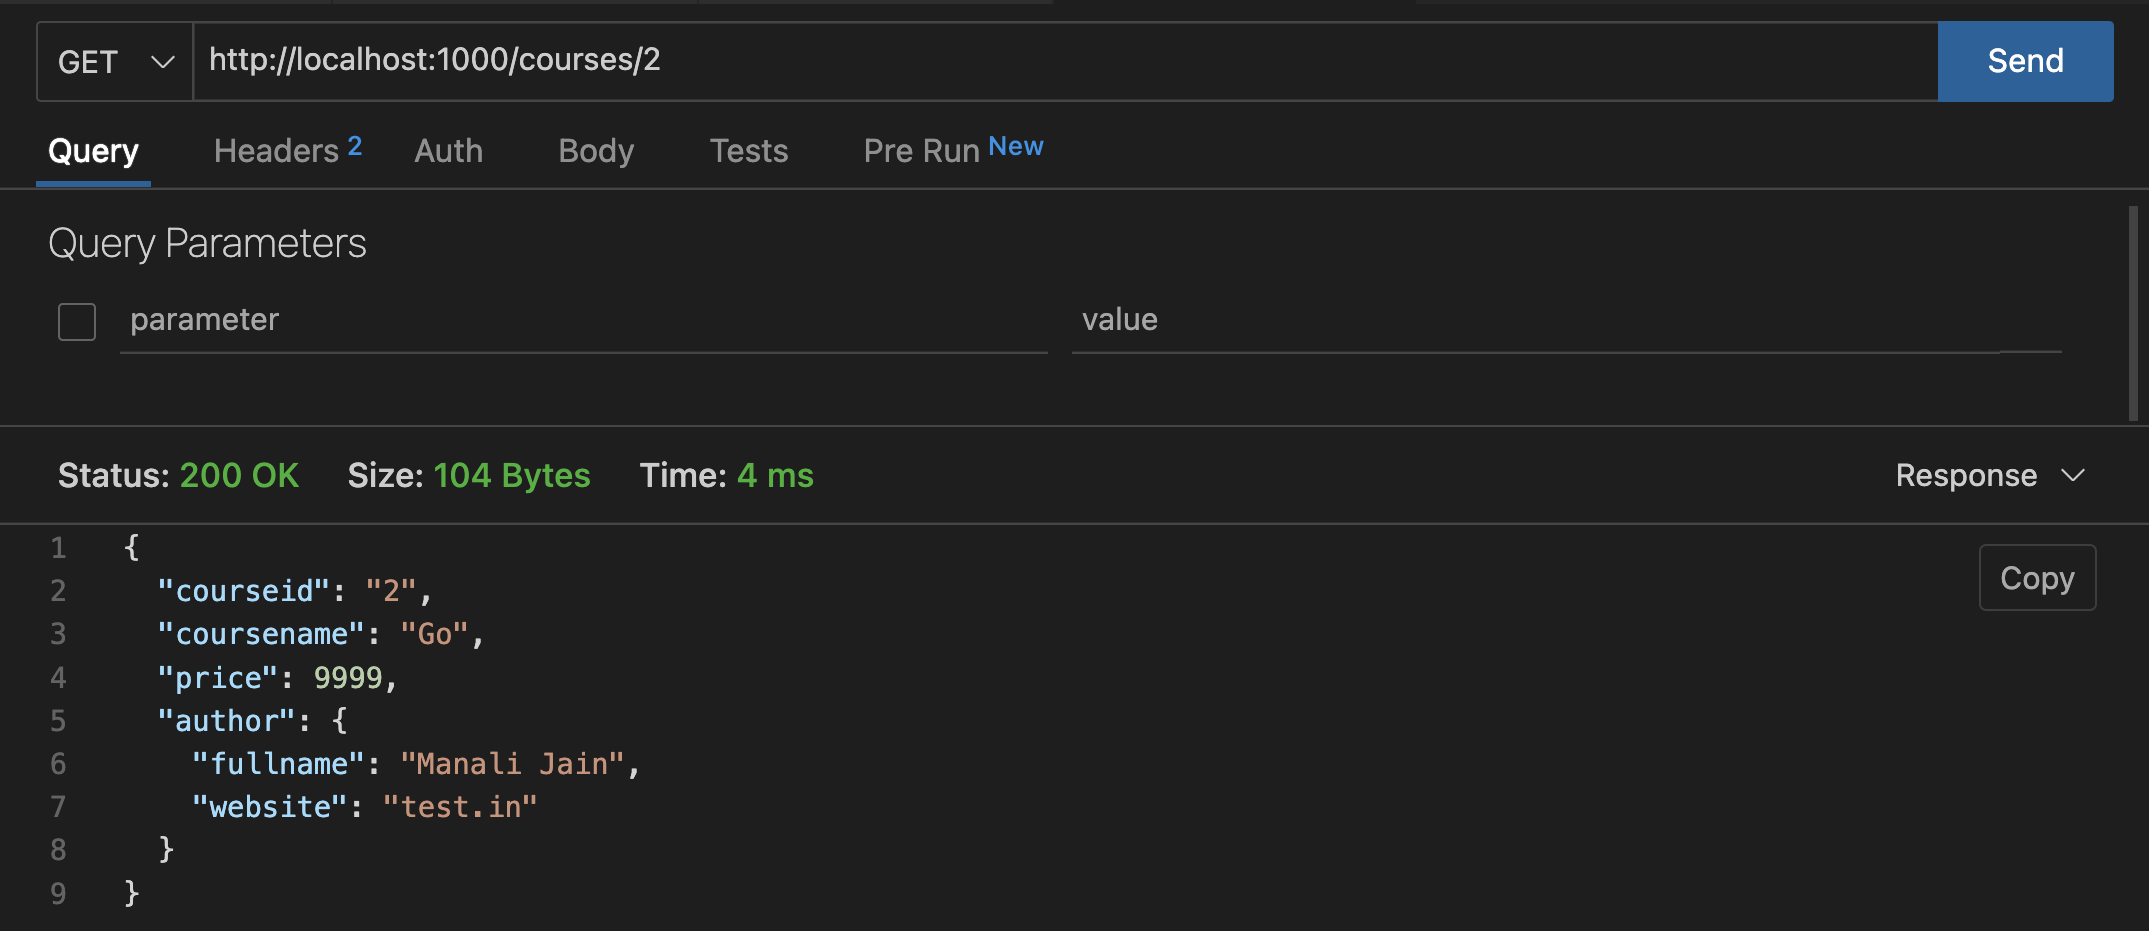 GET http://localhost:1000/courses/2 Send
Query Headers 2 Auth Body Tests Pre Run New
Query Parameters
parameter value
Status: 200 OK Size: 104 Bytes Time: 4 ms Response
1 {
Copy
2 "courseid": "2",
3 "coursename": "Go",
4 "price": 9999,
5 "author": {
6 "fullname": "Manali Jain",
7 "website": "test.in"
8 }
9 }